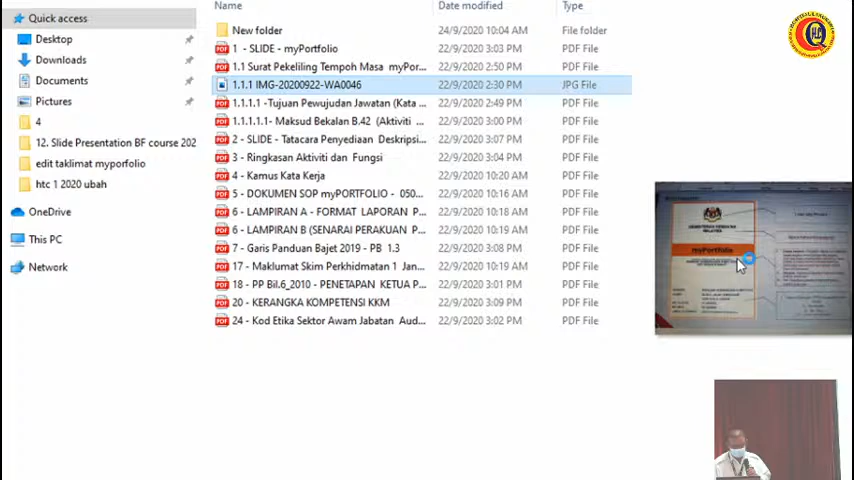 Name Date modified Type
Quick access
Desktop
Downloads
Documents
Pictures
4
12. Slide Presentation BF course 202
edit taklimat myporfolio
htc 1 2020 ubah
OneDrive
This PC
Network
New folder 24/9/2020 10:04 AM File folder
1 - SLIDE - myPortfolio 22/9/2020 3:03 PM PDF File
1.1 Surat Pekeliling Tempoh Masa myPor... 22/9/2020 2:50 PM PDF File
1.1.1 IMG-20200922-WA0046 22/9/2020 2:30 PM JPG File
1.1.1.1 -Tujuan Pewujudan Jawatan (Kata ... 22/9/2020 2:49 PM PDF File
1.1.1.1.1- Maksud Bekalan B.42 (Aktiviti ... 22/9/2020 3:00 PM PDF File
2 - SLIDE - Tatacara Penyediaan Deskripsi... 22/9/2020 3:07 PM PDF File
3 - Ringkasan Aktiviti dan Fungsi 22/9/2020 3:04 PM PDF File
4 - Kamus Kata Kerja 22/9/2020 10:20 AM PDF File
5 - DOKUMEN SOP myPORTFOLIO - 050... 22/9/2020 10:16 AM PDF File
6 - LAMPIRAN A - FORMAT LAPORAN P... 22/9/2020 10:18 AM PDF File
6 - LAMPIRAN B (SENARAI PERAKUAN P... 22/9/2020 10:19 AM PDF File
7 - Garis Panduan Bajet 2019 - PB 1.3 22/9/2020 3:08 PM PDF File
17 - Maklumat Skim Perkhidmatan 1 Jan... 22/9/2020 10:19 AM PDF File
18 - PP Bil.6_2010 - PENETAPAN KETUA P... 22/9/2020 3:01 PM PDF File
20 - KERANGKA KOMPETENSI KKM 22/9/2020 3:03 PM PDF File
24 - Kod Etika Sektor Awam Jabatan Aud... 22/9/2020 3:02 PM PDF File
myPortfolio